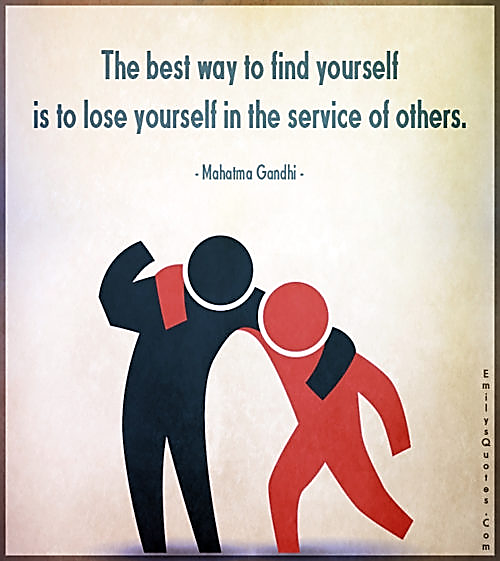 The best way to find yourself
is to lose yourself in the service of others.
- Mahatma Gandhi -
EmilysQuotes.Com